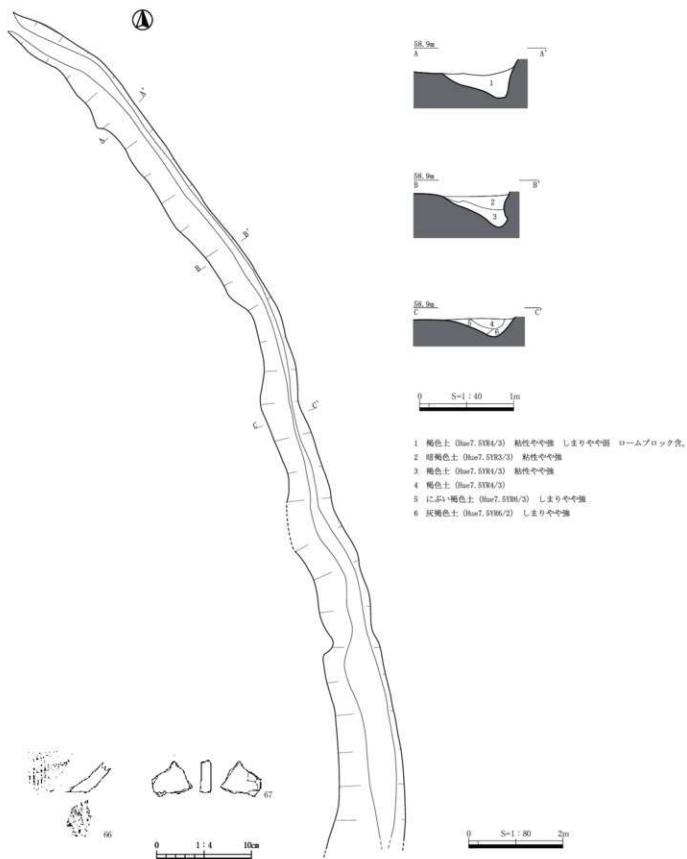 58.9m
A A'
1
58.9m
B B'
2
3
58.9m
C C'
5 4
6
0 S=1：40 1m
1 褐色土（Hue7.5YR4/3） 粘性やや強 しまりやや弱 ロームブロック含。
2 暗褐色土（Hue7.5YR3/3） 粘性やや強
3 褐色土（Hue7.5YR4/3） 粘性やや強
4 褐色土（Hue7.5YR4/3）
5 にぶい褐色土（Hue7.5YR6/3） しまりやや強
6 灰褐色土（Hue7.5YR6/2） しまりやや強
A'
A
B'
B
C'
C
66
67
0 1：4 10cm
0 S=1：80 2m